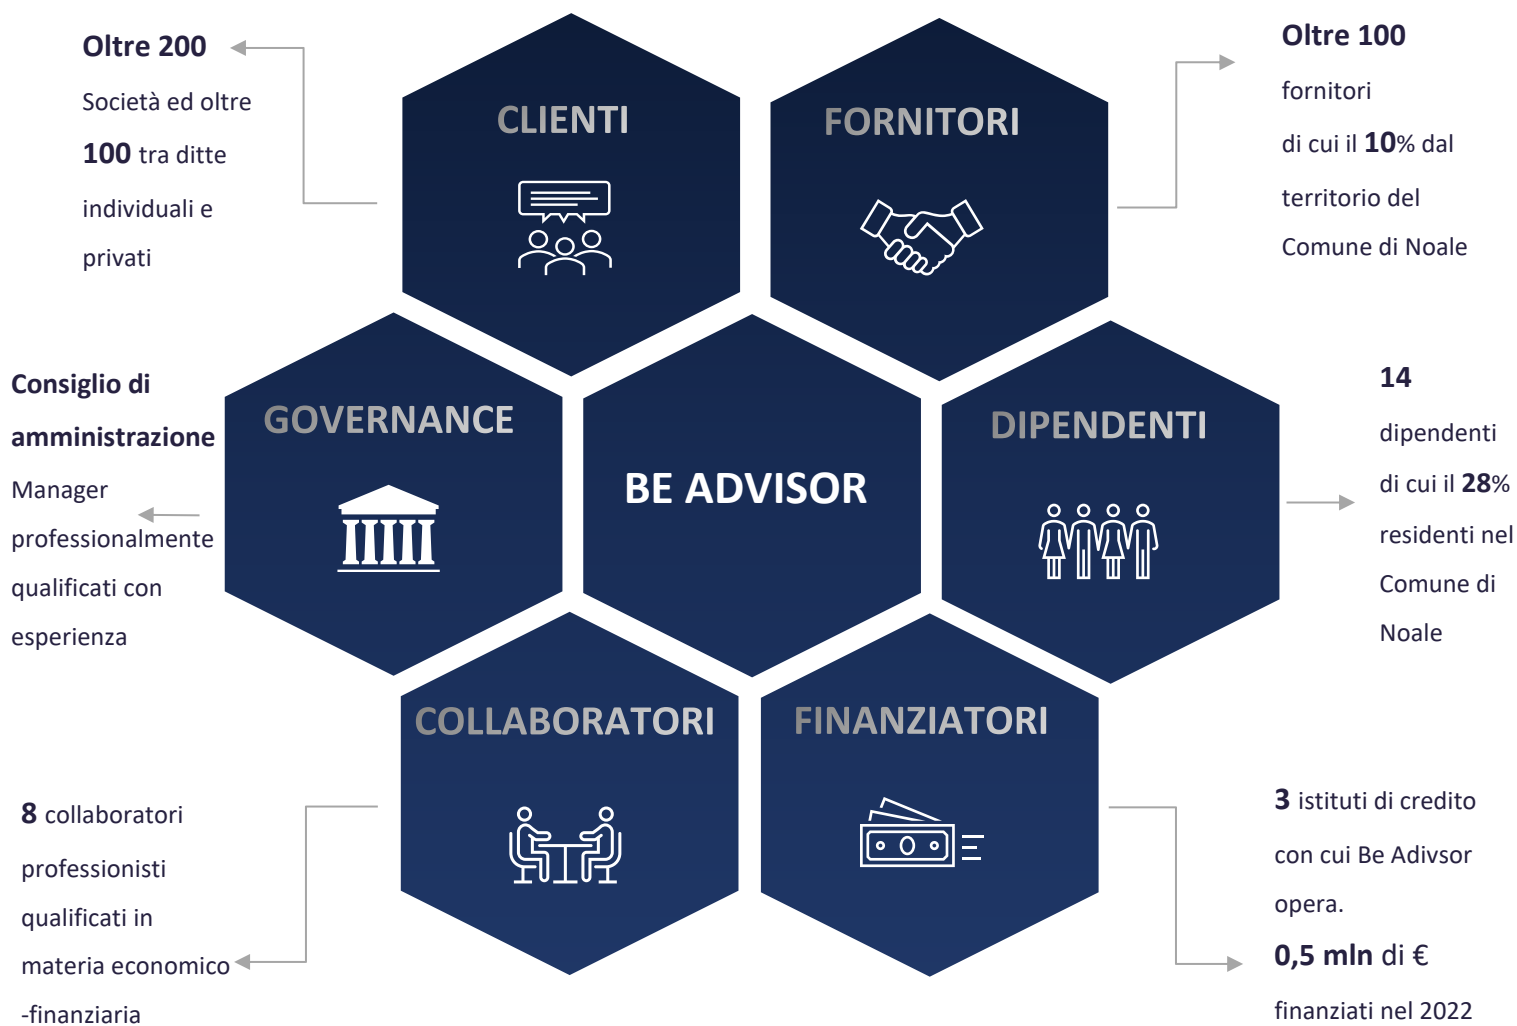 Oltre 200
Società ed oltre
100 tra ditte
individuali e
privati
CLIENTI
FORNITORI
Oltre 100
fornitori
di cui il 10% dal
territorio del
Comune di Noale
Consiglio di
amministrazione
Manager
professionalmente
qualificati con
esperienza
GOVERNANCE
BE ADVISOR
DIPENDENTI
14
dipendenti
di cui il 28%
residenti nel
Comune di
Noale
COLLABORATORI
8 collaboratori
professionisti
qualificati in
materia economico
-finanziaria
FINANZIATORI
3 istituti di credito
con cui Be Adivsor
opera.
0,5 mln di €
finanziati nel 2022